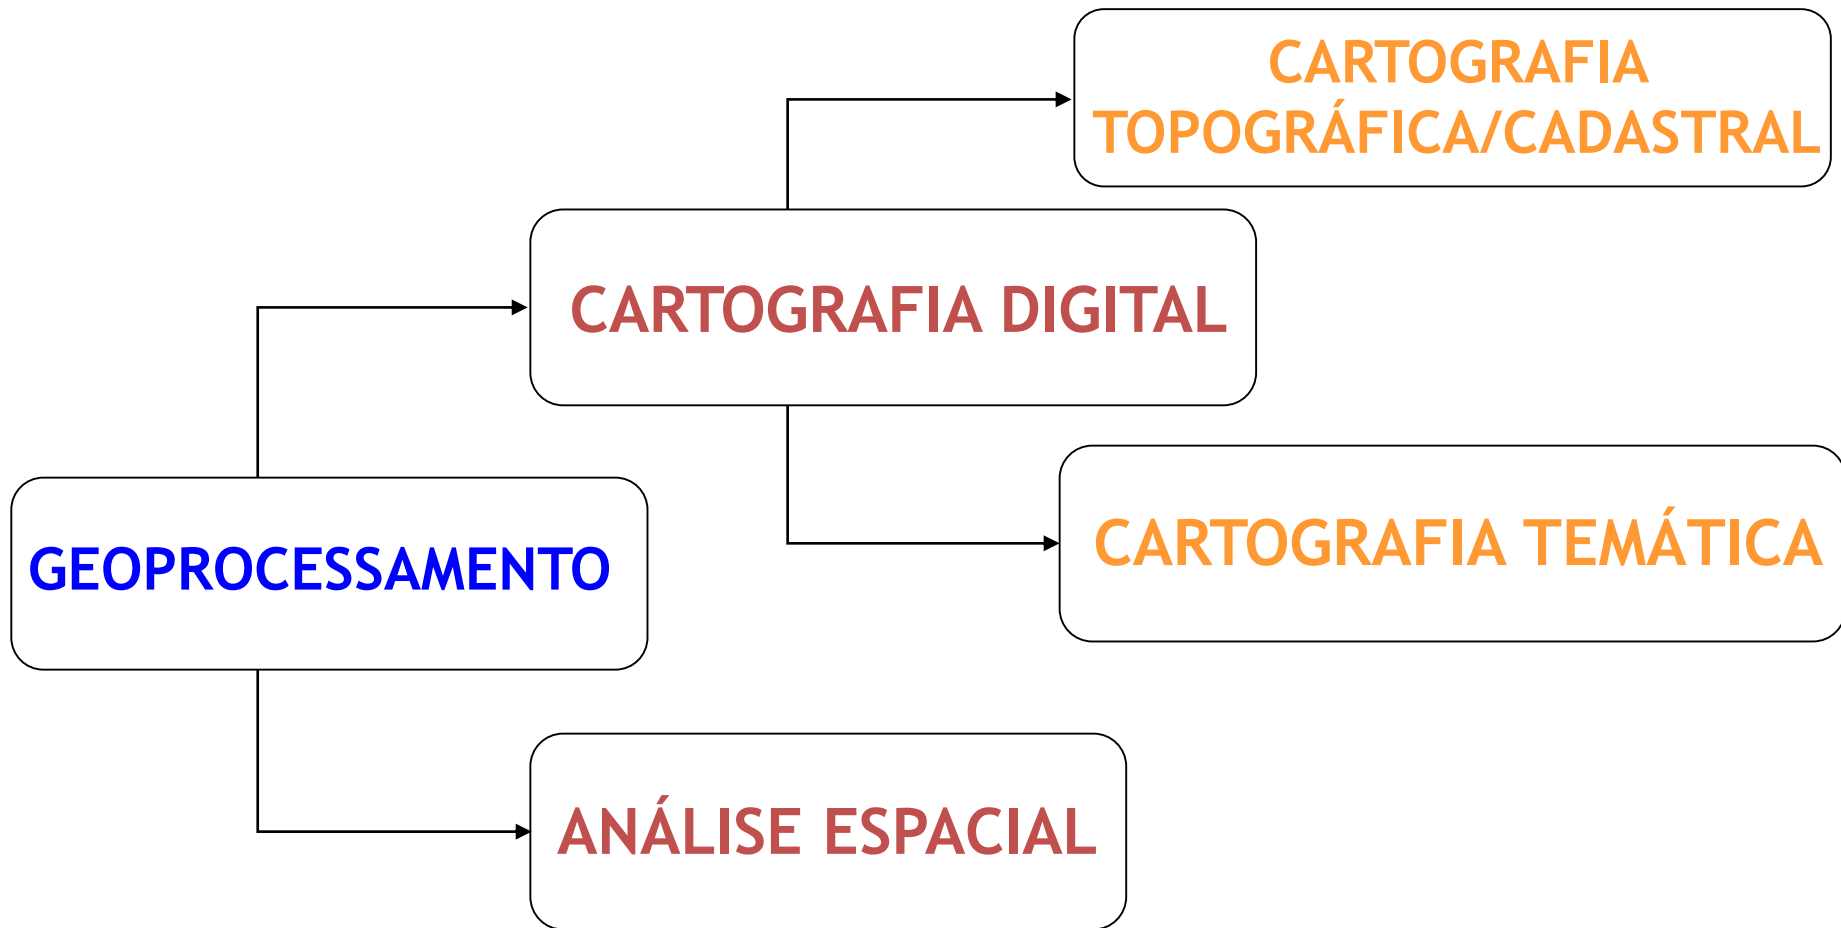 CARTOGRAFIA
TOPOGRÁFICA/CADASTRAL
CARTOGRAFIA DIGITAL
CARTOGRAFIA TEMÁTICA
GEOPROCESSAMENTO
ANÁLISE ESPACIAL